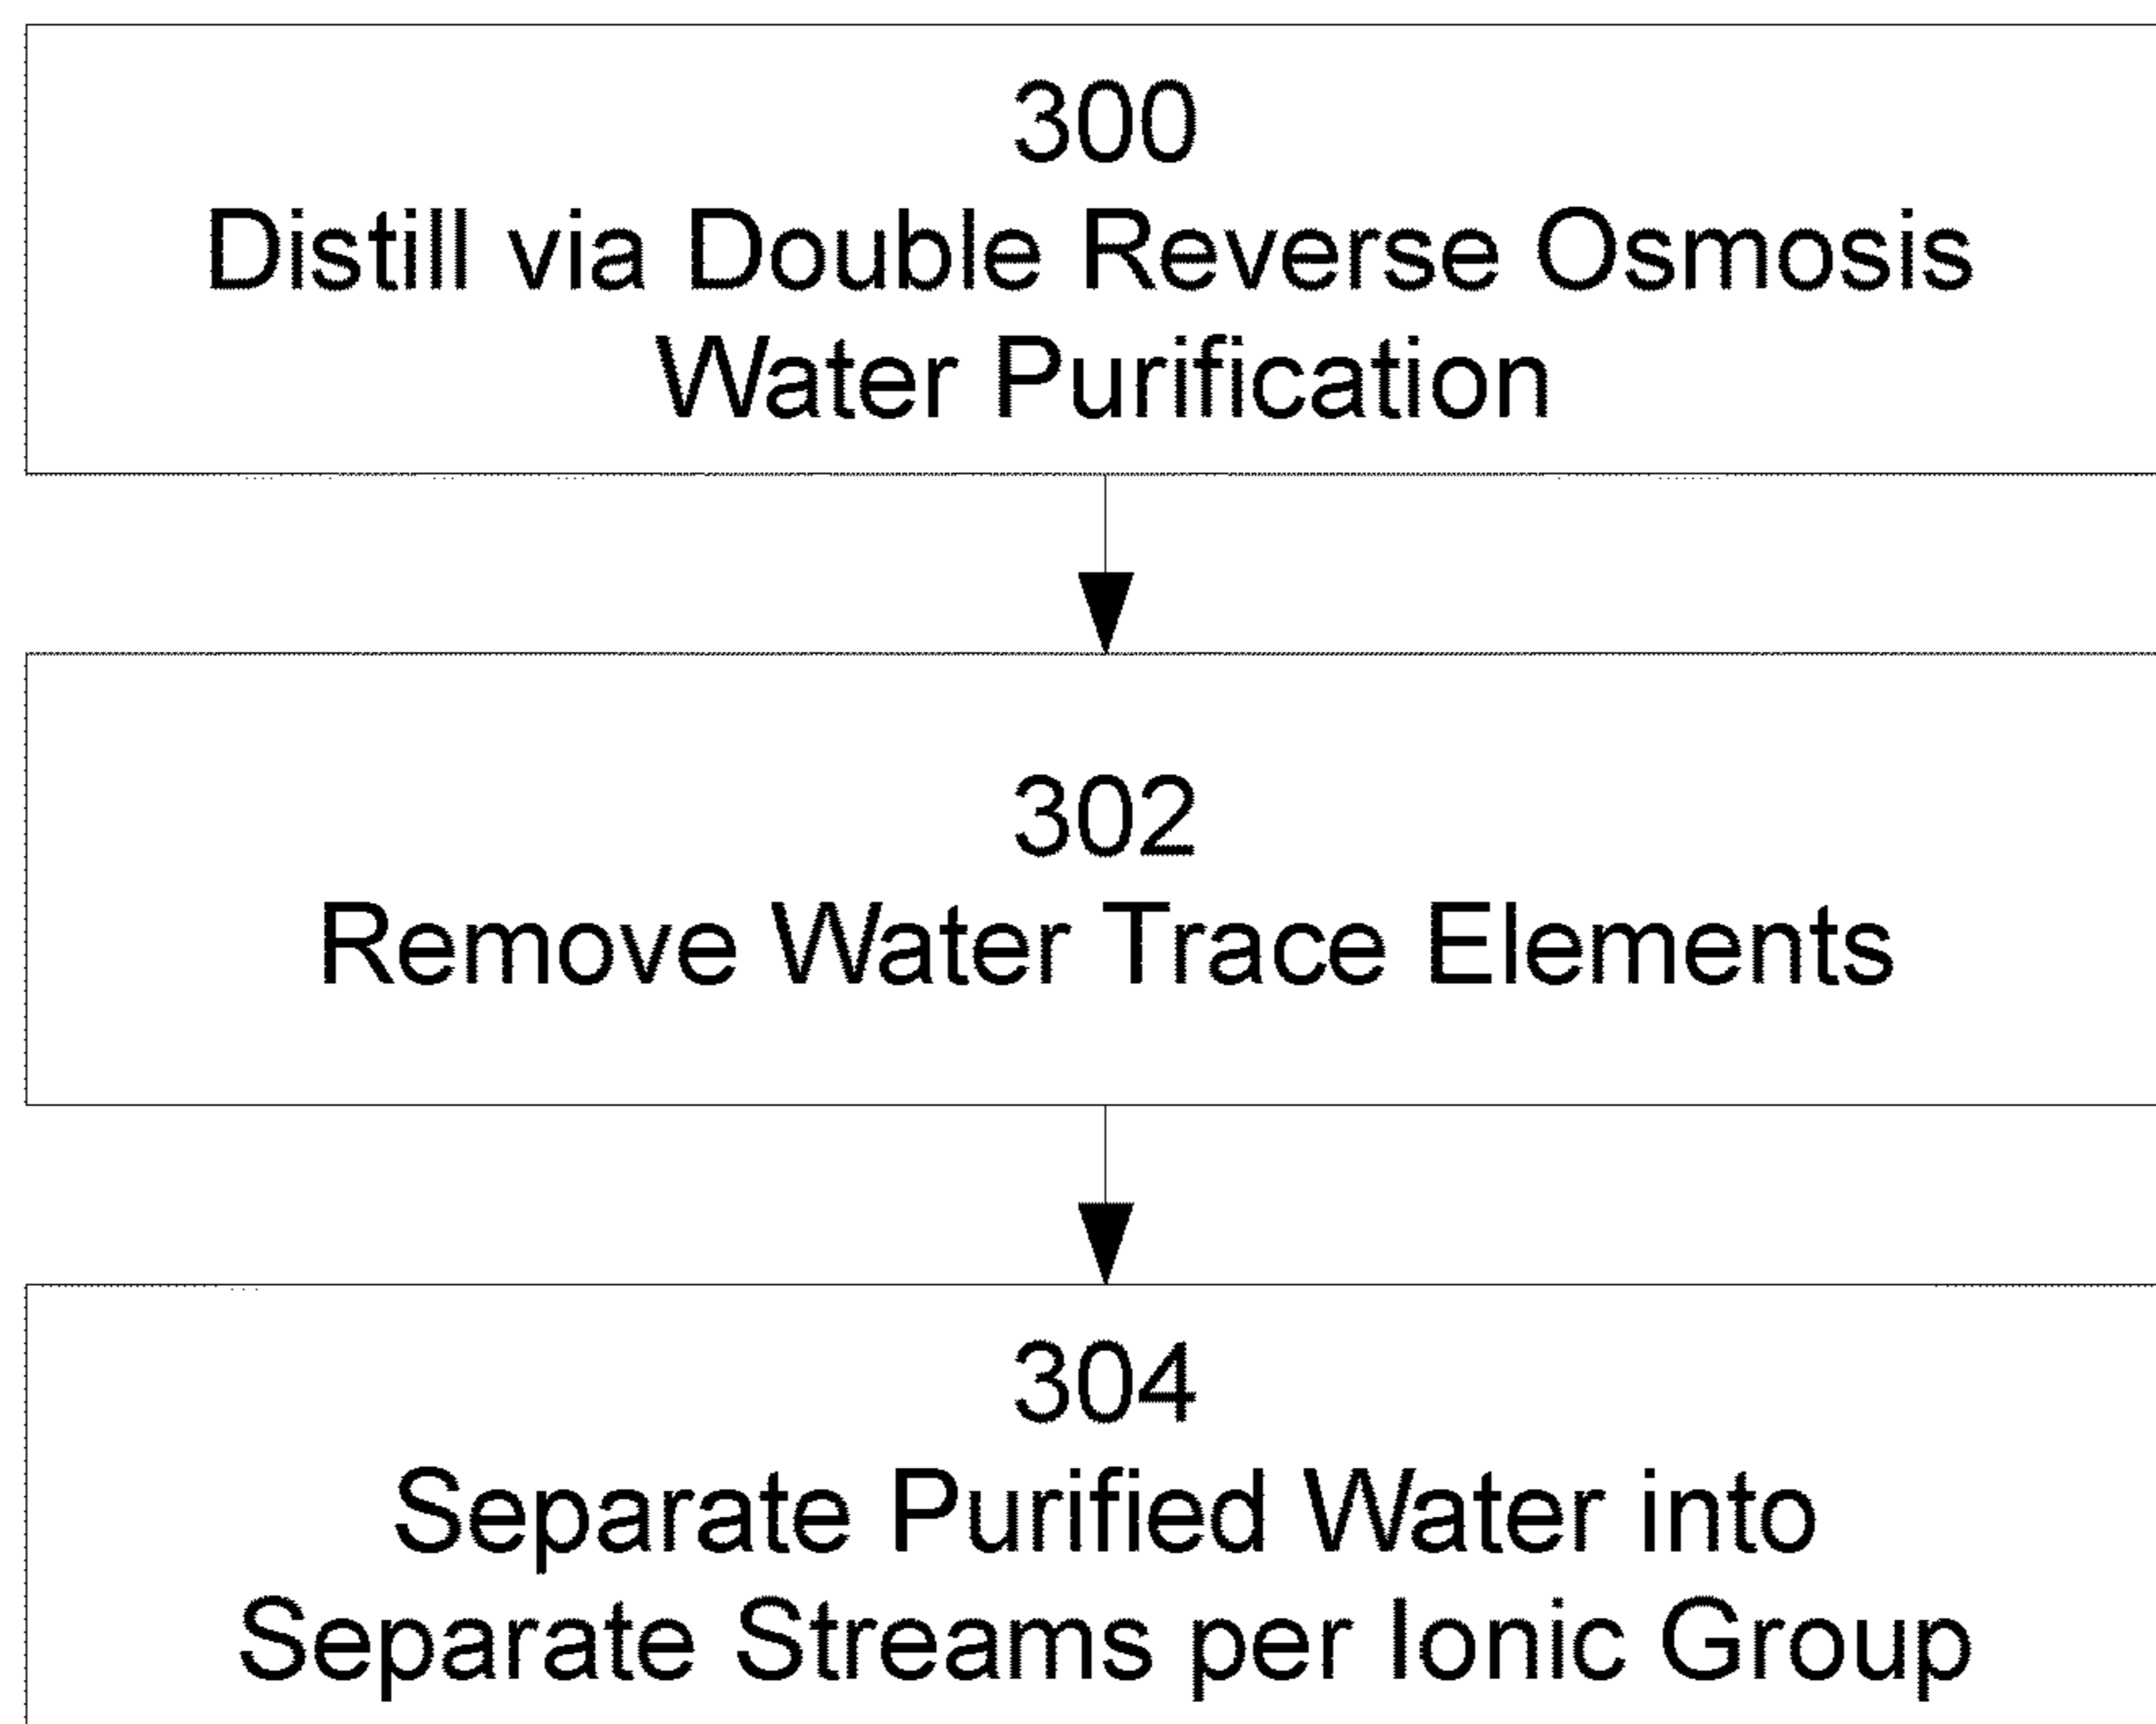 300
Distill via Double Reverse Osmosis
Water Purification
302
Remove Water Trace Elements
304
Separate Purified Water into
Separate Streams per Ionic Group